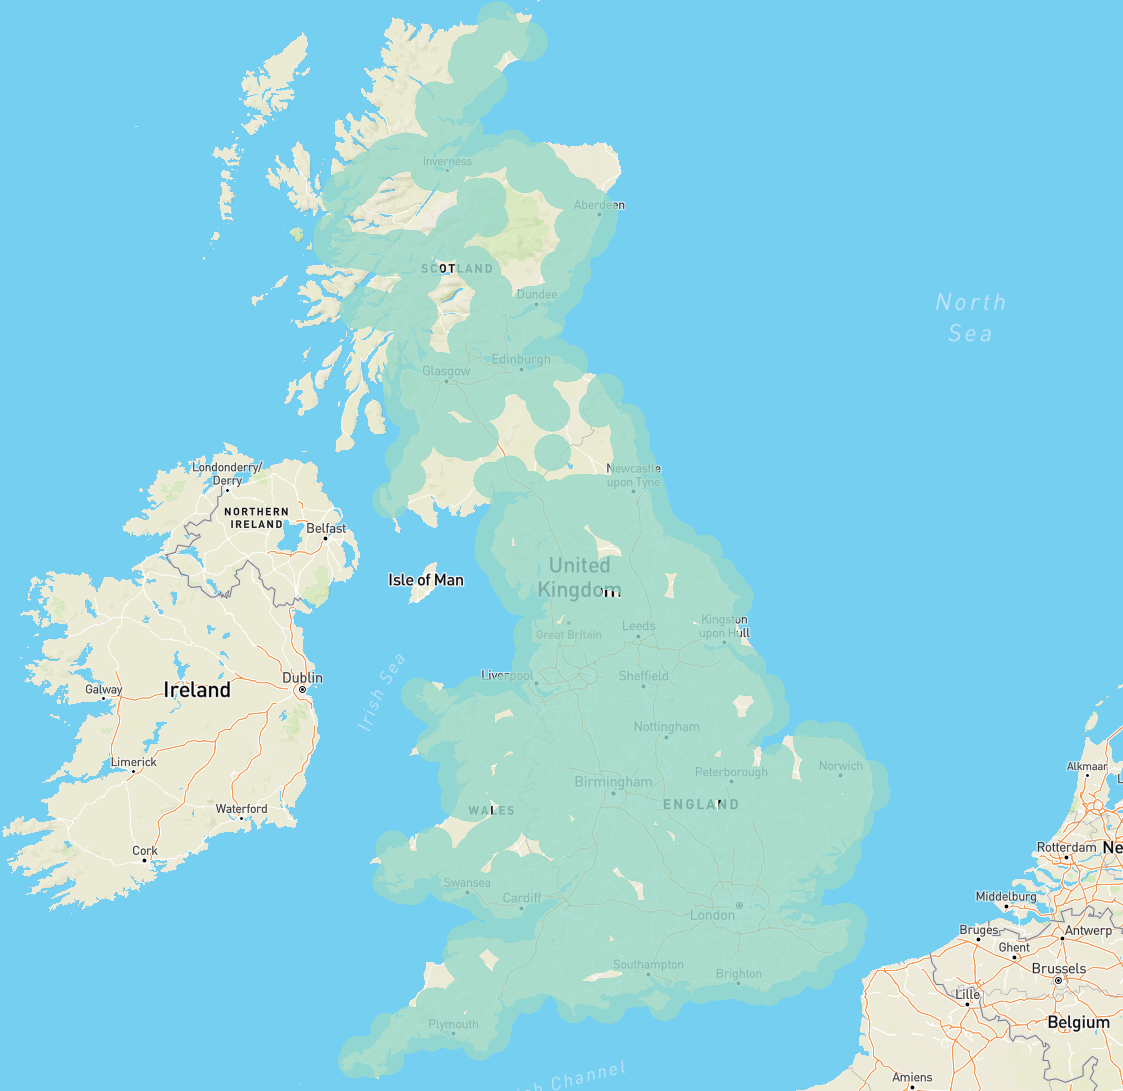 Inverness
Aberdeen
SCOTLAND
Dundee
North
Sea
Edinburgh
Glasgow
Londonderry/
Derry
Newcastle
upon Tyne
NORTHERN
IRELAND
Belfast
United
Kingdom
Isle of Man
Kingston
upon Hull
Leeds
Great Britain
Liverpool
Sheffield
Irish Sea
Dublin
Galway
Ireland
Nottingham
Limerick
Peterborough
Norwich
Alkmaar
Birmingham
ENGLAND
WALES
Waterford
Cork
Rotterdam
Ne
Swansea
Cardiff
London
Middelburg
Bruges
Antwerp
Ghent
Southampton
Brighton
Brussels
Lille
Plymouth
Belgium
Channel
Amiens